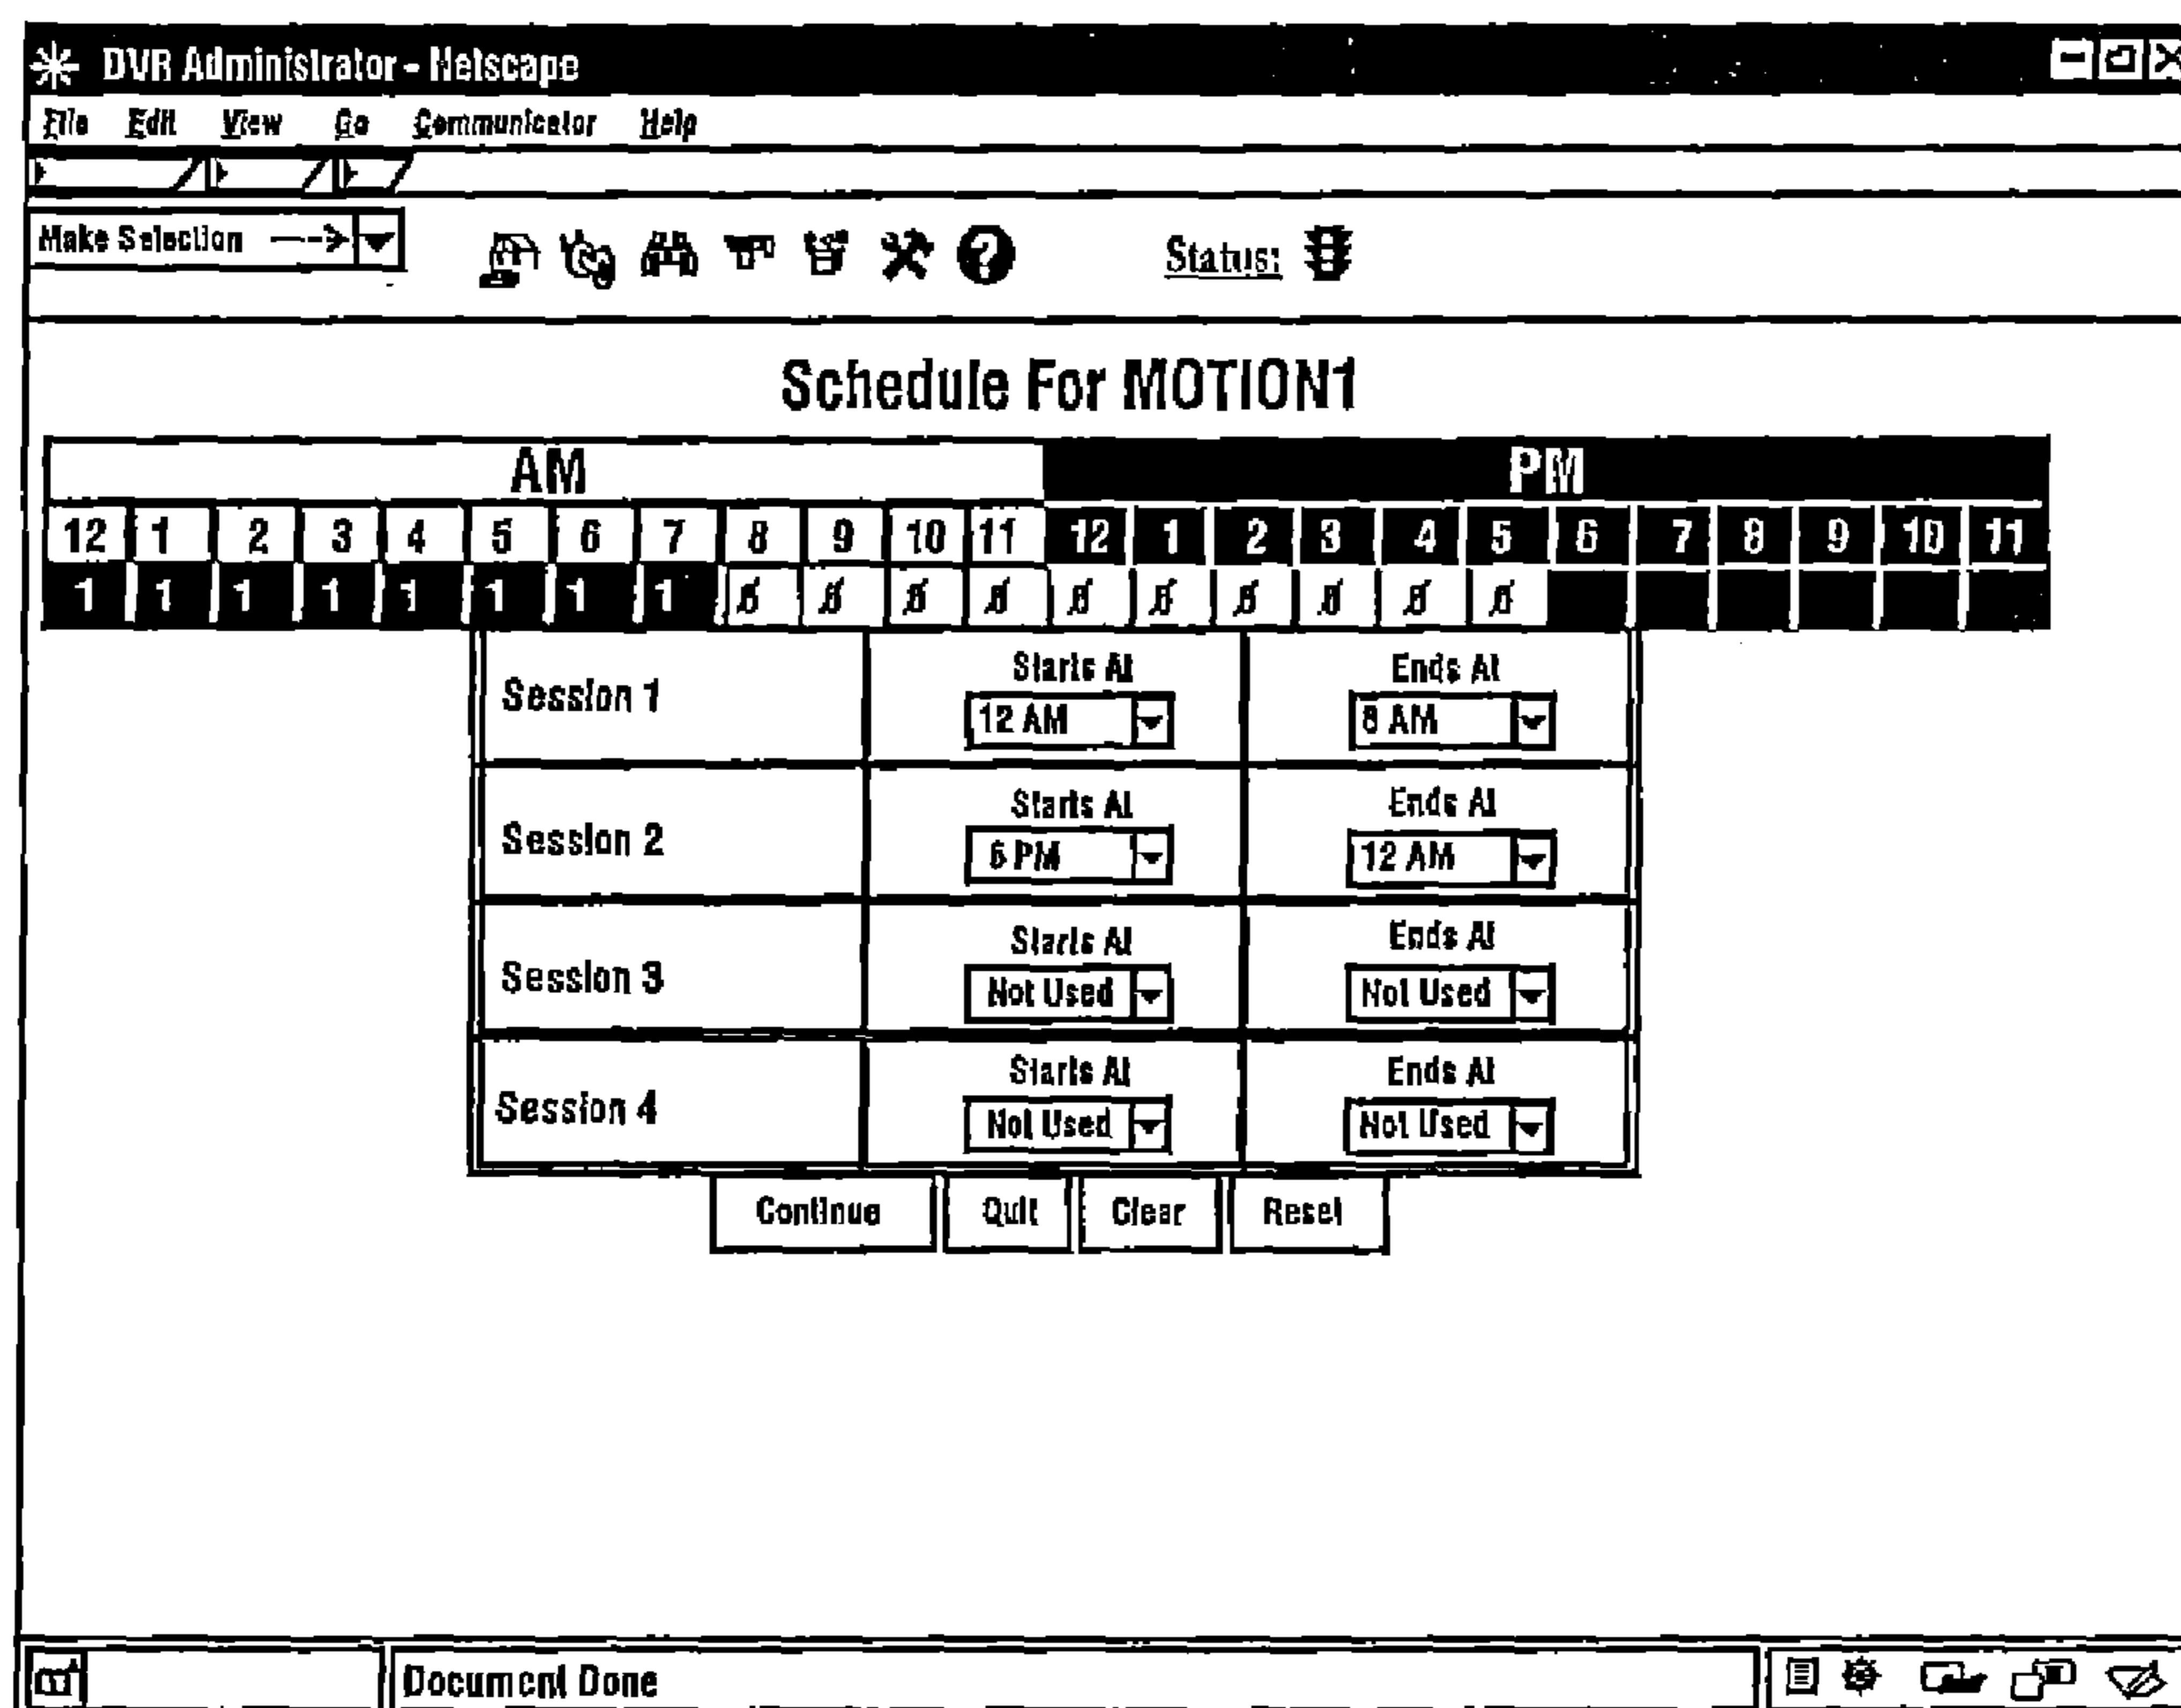 DVR Administrator - Netscape
File Edit View Go Communicator Help
Make Selection --->
Status:
Schedule For MOTION1
AM PM
12 1 2 3 4 5 6 7 8 9 10 11 12 1 2 3 4 5 6 7 8 9 10 11
1 1 1 1 1 1 1 1
Starts At Ends At
Session 1 12 AM 8 AM
Starts At Ends At
Session 2 6 PM 12 AM
Starts At Ends At
Session 3 Not Used Not Used
Starts At Ends At
Session 4 Not Used Not Used
Continue Quit Clear Reset
Document Done